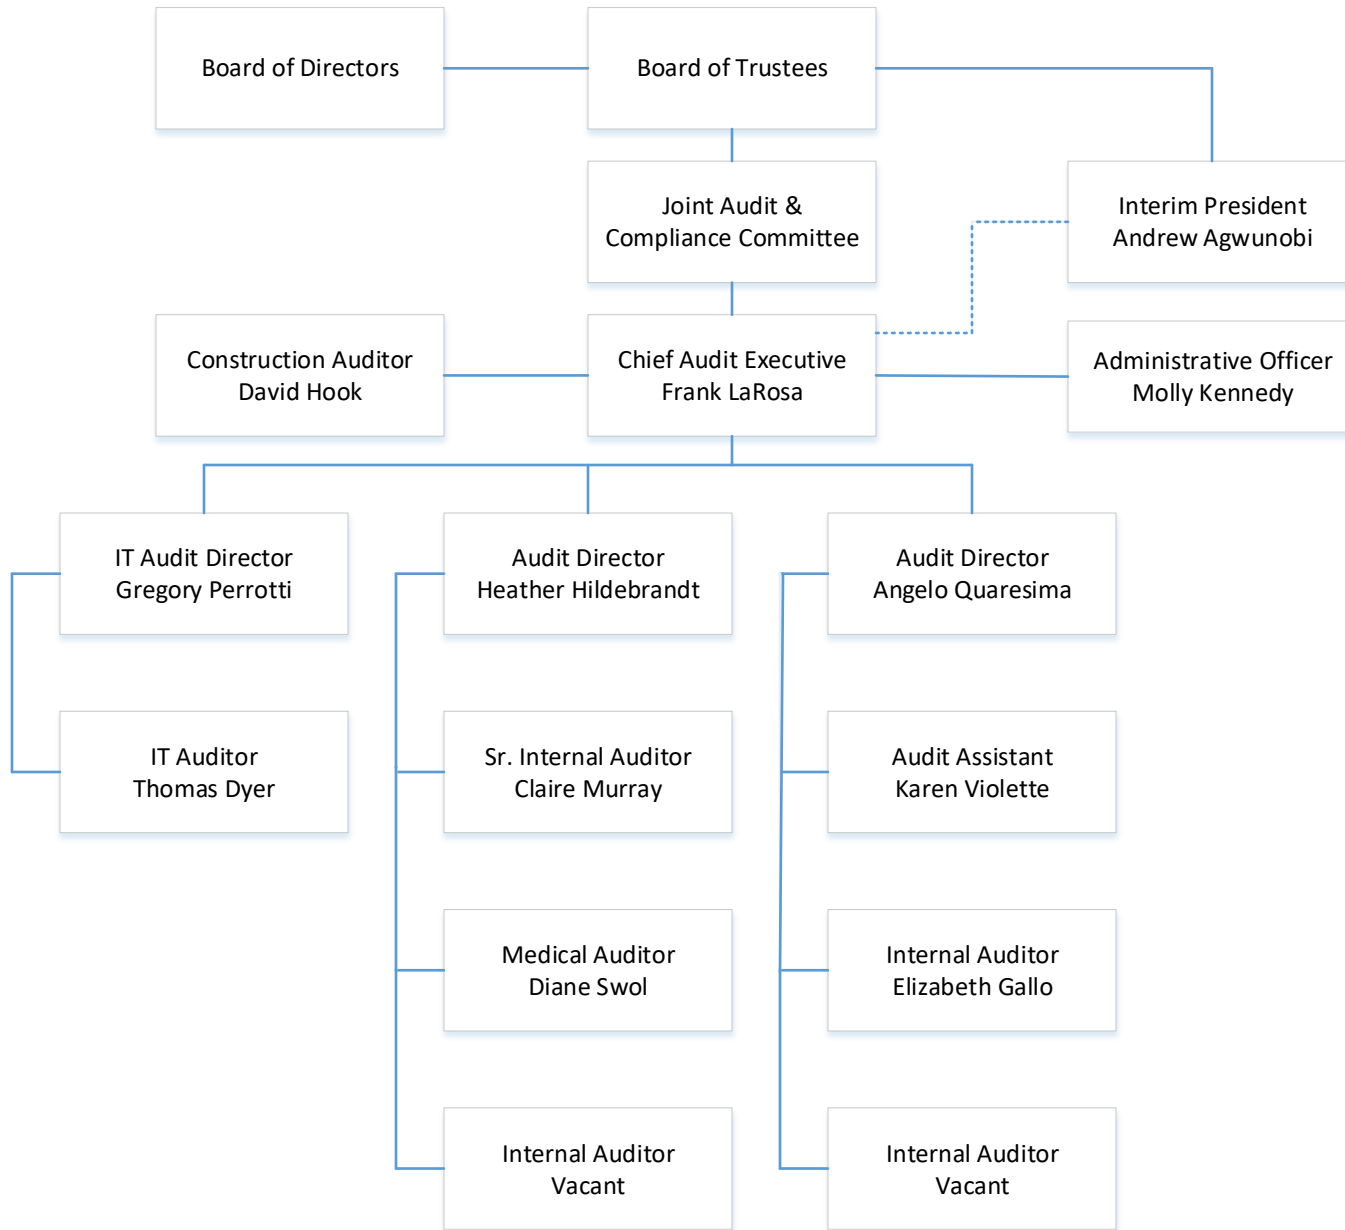 Board of Directors
Board of Trustees
Joint Audit &
Compliance Committee
Interim President
Andrew Agwunobi
Construction Auditor
David Hook
Chief Audit Executive
Frank LaRosa
Administrative Officer
Molly Kennedy
IT Audit Director
Gregory Perrotti
Audit Director
Heather Hildebrandt
Audit Director
Angelo Quaresima
IT Auditor
Thomas Dyer
Sr. Internal Auditor
Claire Murray
Audit Assistant
Karen Violette
Medical Auditor
Diane Swol
Internal Auditor
Elizabeth Gallo
Internal Auditor
Vacant
Internal Auditor
Vacant